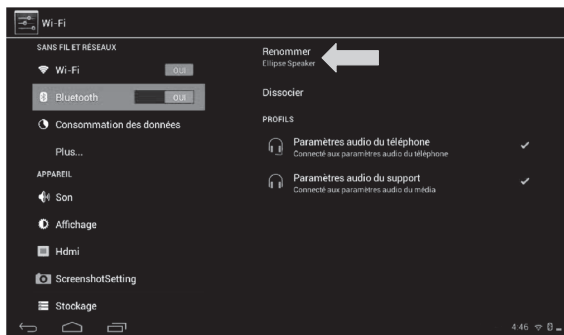 Wi-Fi
SANS FIL ET RÉSEAUX
Wi-Fi OUI
Bluetooth OUI
Consommation des données
Plus...
APPAREIL
Son
Affichage
Hdmi
ScreenshotSetting
Stockage
Renommer
Ellipse Speaker
Dissocier
PROFILS
Paramètres audio du téléphone
Connecté aux paramètres audio du téléphone
Paramètres audio du support
Connecté aux paramètres audio du média
4:46